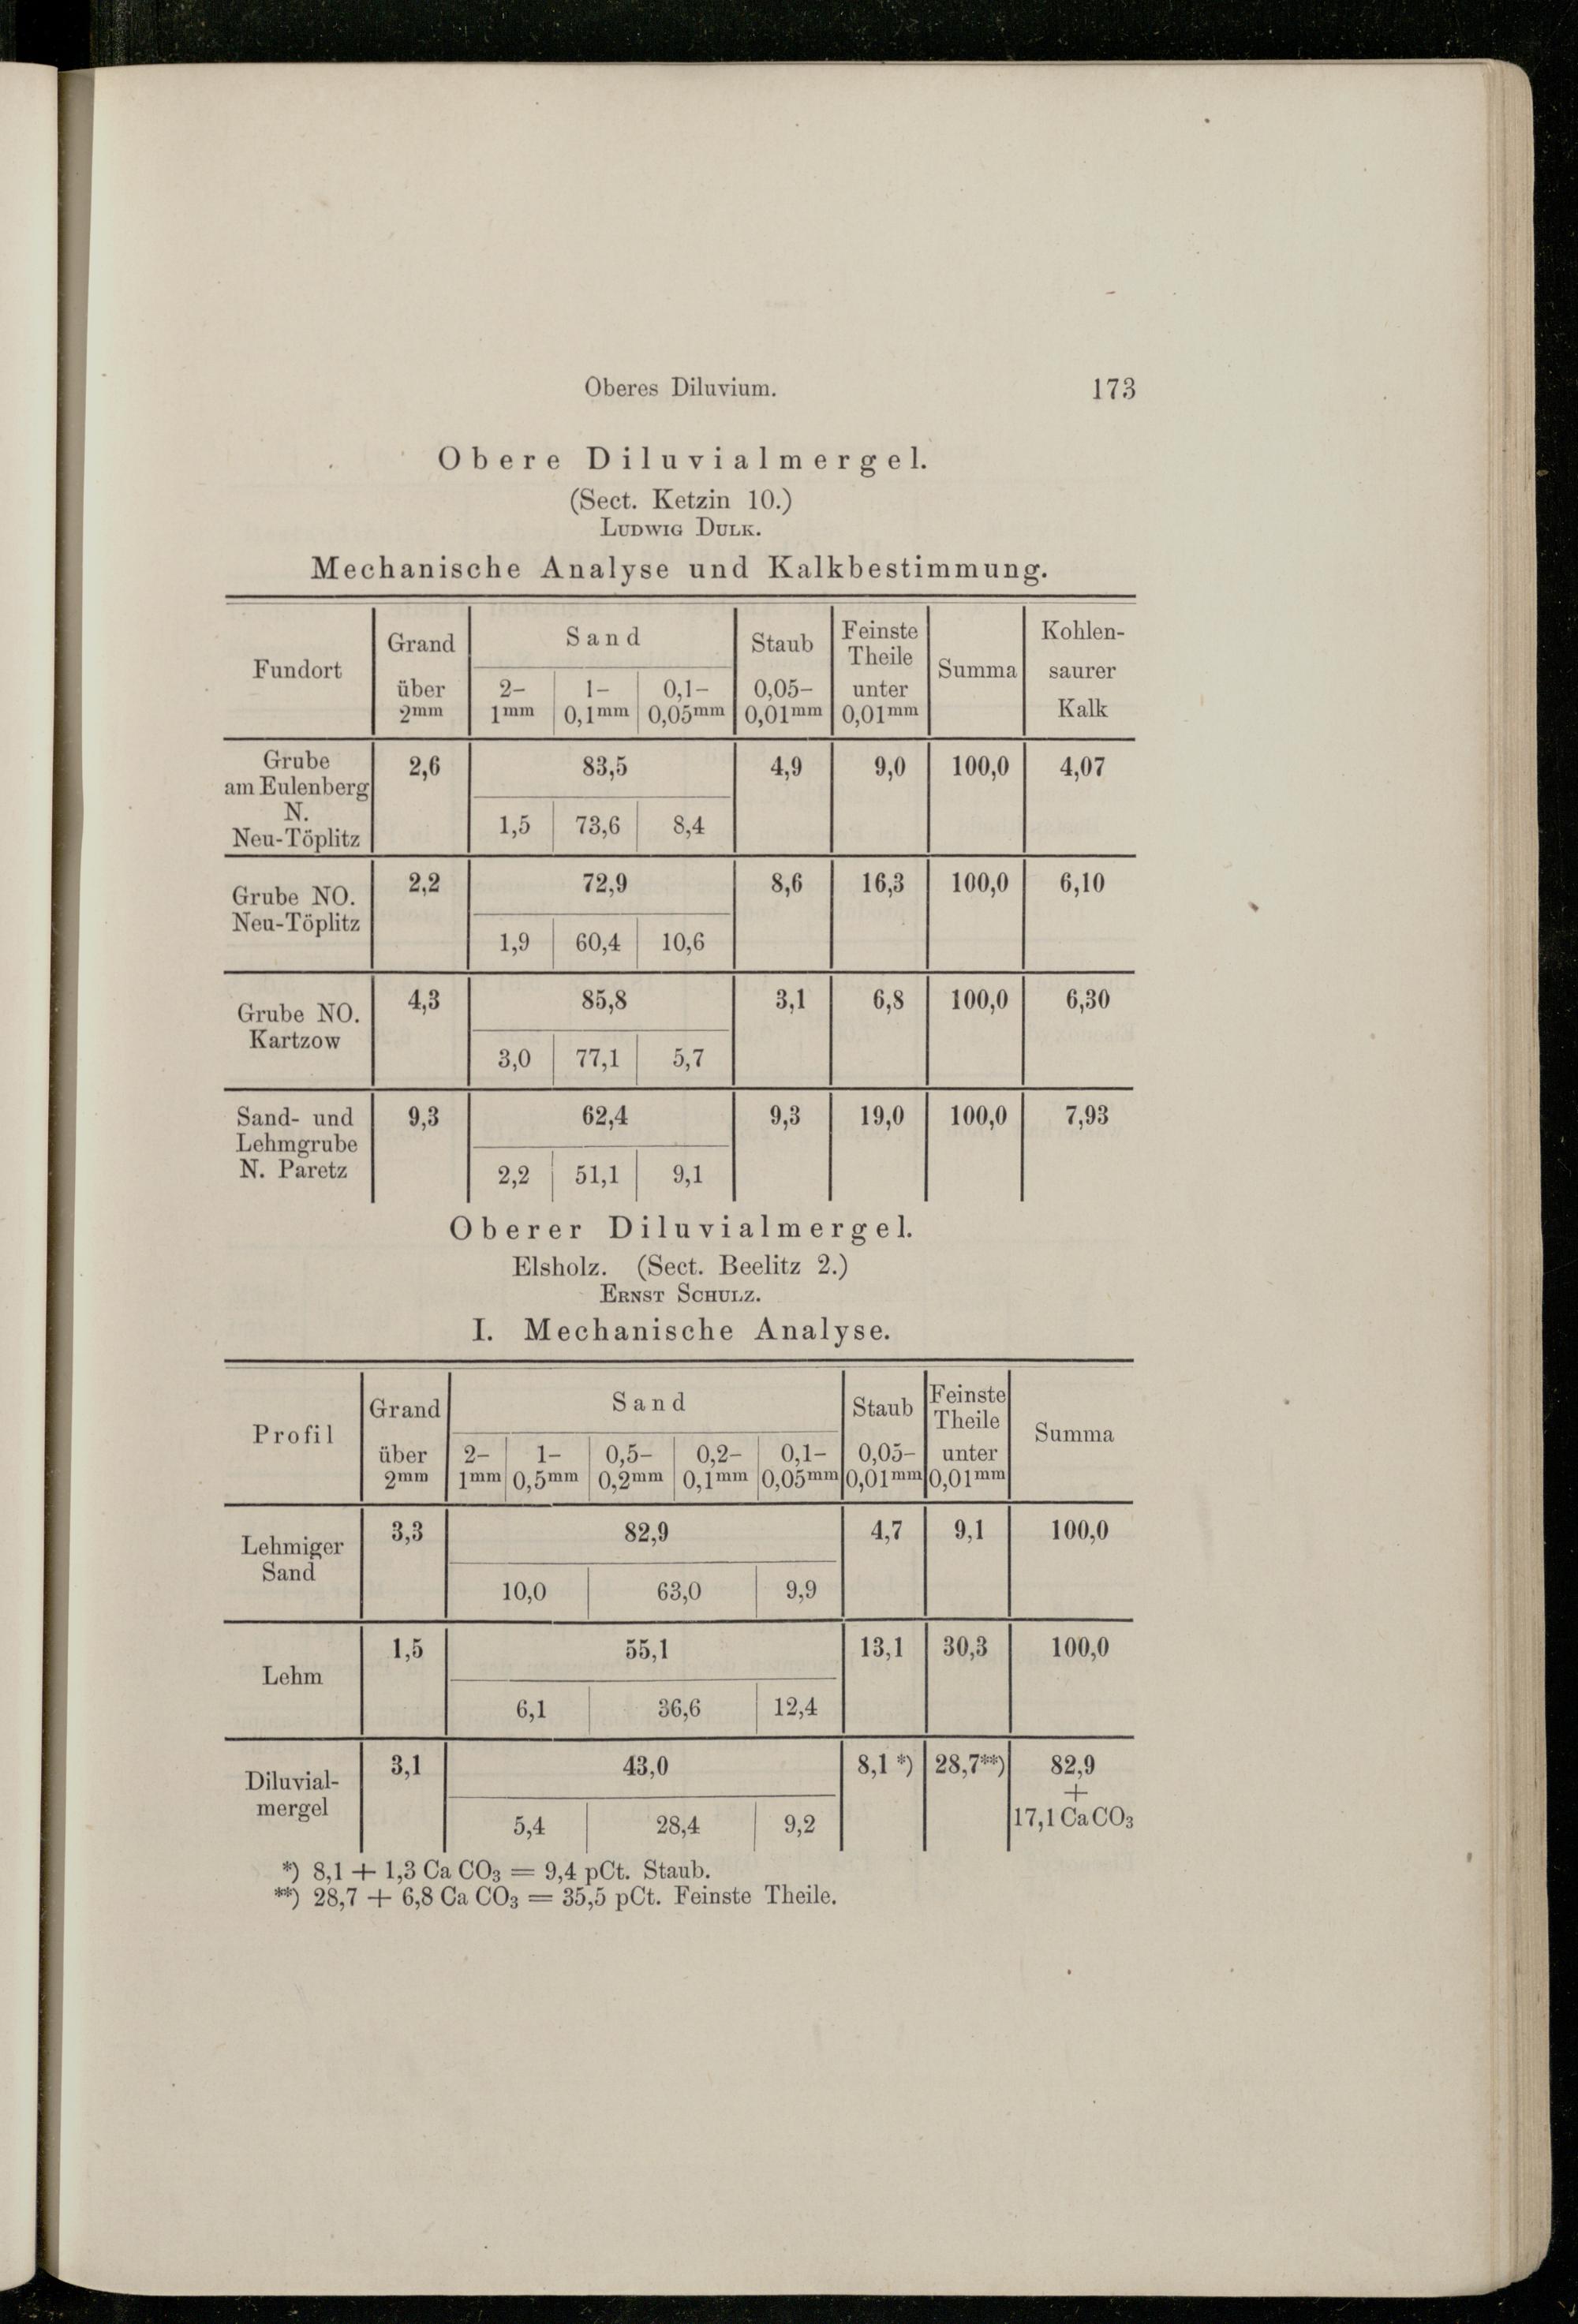 Oberes Diluvium. 173
Obere Diluvialmergel.
(Sect. Ketzin 10.)
Ludwig Dulk.
Mechanische Analyse und Kalkbestimmung.
Fundort | Grand über 2mm | Sand | Staub 0,05–0,01mm | Feinste Theile unter 0,01mm | Summa | Kohlensaurer Kalk
2–1mm | 1–0,1mm | 0,1–0,05mm
Grube am Eulenberg N. Neu-Töplitz | 2,6 | 83,5 | 4,9 | 9,0 | 100,0 | 4,07
1,5 | 73,6 | 8,4
Grube NO. Neu-Töplitz | 2,2 | 72,9 | 8,6 | 16,3 | 100,0 | 6,10
1,9 | 60,4 | 10,6
Grube NO. Kartzow | 4,3 | 85,8 | 3,1 | 6,8 | 100,0 | 6,30
3,0 | 77,1 | 5,7
Sand- und Lehmgrube N. Paretz | 9,3 | 62,4 | 9,3 | 19,0 | 100,0 | 7,93
2,2 | 51,1 | 9,1
Oberer Diluvialmergel.
Elsholz. (Sect. Beelitz 2.)
Ernst Schulz.
I. Mechanische Analyse.
Profil | Grand über 2mm | Sand | Staub 0,05–0,01mm | Feinste Theile unter 0,01mm | Summa
2–1mm | 1–0,5mm | 0,5–0,2mm | 0,2–0,1mm | 0,1–0,05mm
Lehmiger Sand | 3,3 | 82,9 | 4,7 | 9,1 | 100,0
10,0 | 63,0 | 9,9
Lehm | 1,5 | 55,1 | 13,1 | 30,3 | 100,0
6,1 | 36,6 | 12,4
Diluvialmergel | 3,1 | 43,0 | 8,1 *) | 28,7**) | 82,9 + 17,1 CaCO3
5,4 | 28,4 | 9,2
*) 8,1 + 1,3 Ca CO3 = 9,4 pCt. Staub.
**) 28,7 + 6,8 Ca CO3 = 35,5 pCt. Feinste Theile.